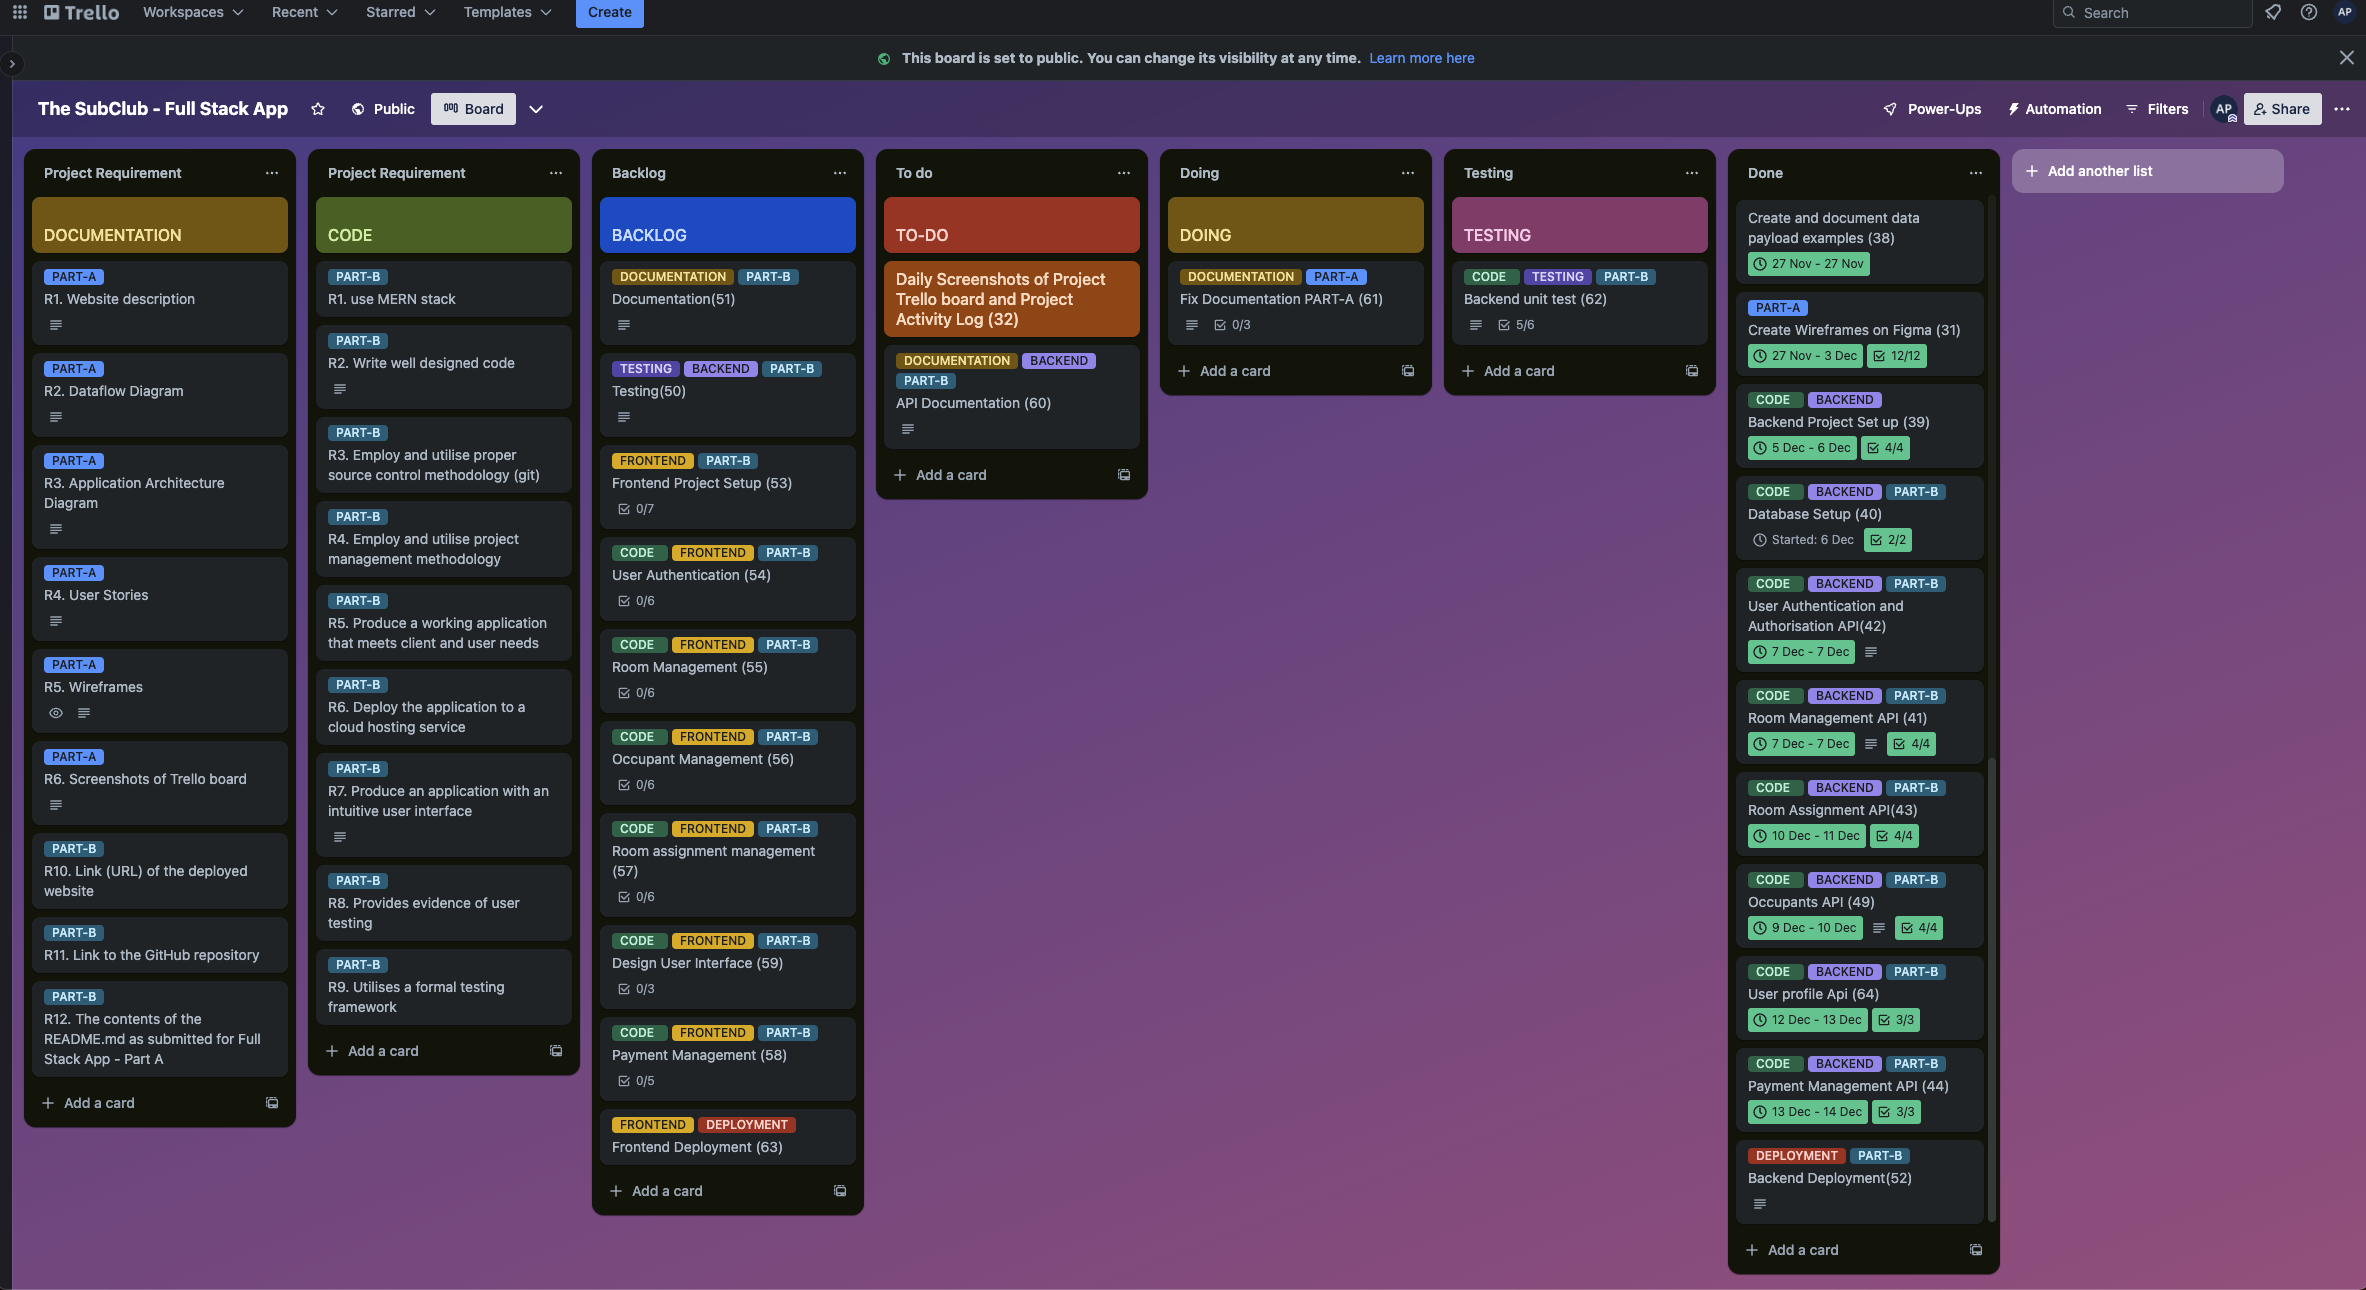 Trello
Workspaces
Recent
Starred
Templates
Create
Search
AP
This board is set to public. You can change its visibility at any time. Learn more here
The SubClub - Full Stack App
Public
Board
Power-Ups
Automation
Filters
AP
Share
Project Requirement
DOCUMENTATION
PART-A
R1. Website description
PART-A
R2. Dataflow Diagram
PART-A
R3. Application Architecture
Diagram
PART-A
R4. User Stories
PART-A
R5. Wireframes
PART-A
R6. Screenshots of Trello board
PART-B
R10. Link (URL) of the deployed
website
PART-B
R11. Link to the GitHub repository
PART-B
R12. The contents of the
README.md as submitted for Full
Stack App - Part A
Add a card
Project Requirement
CODE
PART-B
R1. use MERN stack
PART-B
R2. Write well designed code
PART-B
R3. Employ and utilise proper
source control methodology (git)
PART-B
R4. Employ and utilise project
management methodology
PART-B
R5. Produce a working application
that meets client and user needs
PART-B
R6. Deploy the application to a
cloud hosting service
PART-B
R7. Produce an application with an
intuitive user interface
PART-B
R8. Provides evidence of user
testing
PART-B
R9. Utilises a formal testing
framework
Add a card
Backlog
BACKLOG
DOCUMENTATION PART-B
Documentation(51)
TESTING BACKEND PART-B
Testing(50)
FRONTEND PART-B
Frontend Project Setup (53)
0/7
CODE FRONTEND PART-B
User Authentication (54)
0/6
CODE FRONTEND PART-B
Room Management (55)
0/6
CODE FRONTEND PART-B
Occupant Management (56)
0/6
CODE FRONTEND PART-B
Room assignment management
(57)
0/6
CODE FRONTEND PART-B
Design User Interface (59)
0/3
CODE FRONTEND PART-B
Payment Management (58)
0/5
FRONTEND DEPLOYMENT
Frontend Deployment (63)
Add a card
To do
TO-DO
Daily Screenshots of Project
Trello board and Project
Activity Log (32)
DOCUMENTATION BACKEND
PART-B
API Documentation (60)
Add a card
Doing
DOING
DOCUMENTATION PART-A
Fix Documentation PART-A (61)
0/3
Add a card
Testing
TESTING
CODE TESTING PART-B
Backend unit test (62)
5/6
Add a card
Done
Create and document data
payload examples (38)
27 Nov - 27 Nov
PART-A
Create Wireframes on Figma (31)
27 Nov - 3 Dec 12/12
CODE BACKEND
Backend Project Set up (39)
5 Dec - 6 Dec 4/4
CODE BACKEND PART-B
Database Setup (40)
Started: 6 Dec 2/2
CODE BACKEND PART-B
User Authentication and
Authorisation API(42)
7 Dec - 7 Dec
CODE BACKEND PART-B
Room Management API (41)
7 Dec - 7 Dec 4/4
CODE BACKEND PART-B
Room Assignment API(43)
10 Dec - 11 Dec 4/4
CODE BACKEND PART-B
Occupants API (49)
9 Dec - 10 Dec 4/4
CODE BACKEND PART-B
User profile Api (64)
12 Dec - 13 Dec 3/3
CODE BACKEND PART-B
Payment Management API (44)
13 Dec - 14 Dec 3/3
DEPLOYMENT PART-B
Backend Deployment(52)
Add a card
Add another list